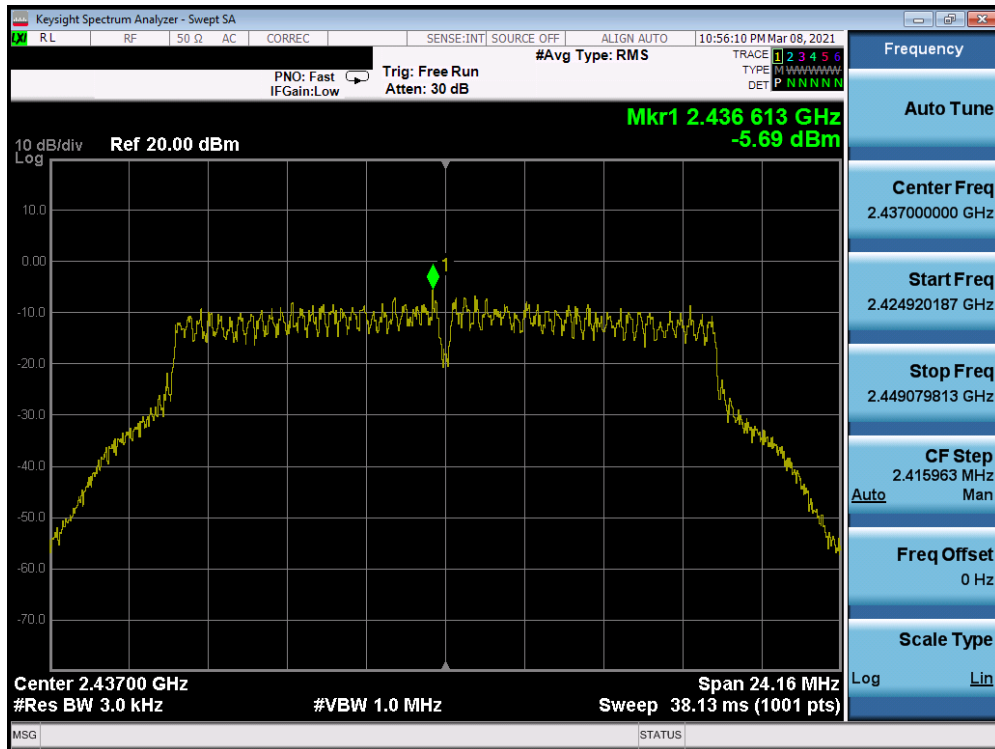 Keysight Spectrum Analyzer - Swept SA
LXI RL RF 50 Ω AC CORREC SENSE:INT SOURCE OFF ALIGN AUTO 10:56:10 PM Mar 08, 2021
#Avg Type: RMS
TRACE 1 2 3 4 5 6
PNO: Fast Trig: Free Run
TYPE M WWWWW
IFGain:Low Atten: 30 dB
DET P N N N N N
Mkr1 2.436 613 GHz
-5.69 dBm
10 dB/div Ref 20.00 dBm
Log
10.0
0.00
1
-10.0
-20.0
-30.0
-40.0
-50.0
-60.0
-70.0
Center 2.43700 GHz Span 24.16 MHz
#Res BW 3.0 kHz #VBW 1.0 MHz Sweep 38.13 ms (1001 pts)
MSG STATUS
Frequency
Auto Tune
Center Freq
2.437000000 GHz
Start Freq
2.424920187 GHz
Stop Freq
2.449079813 GHz
CF Step
2.415963 MHz
Auto Man
Freq Offset
0 Hz
Scale Type
Log Lin